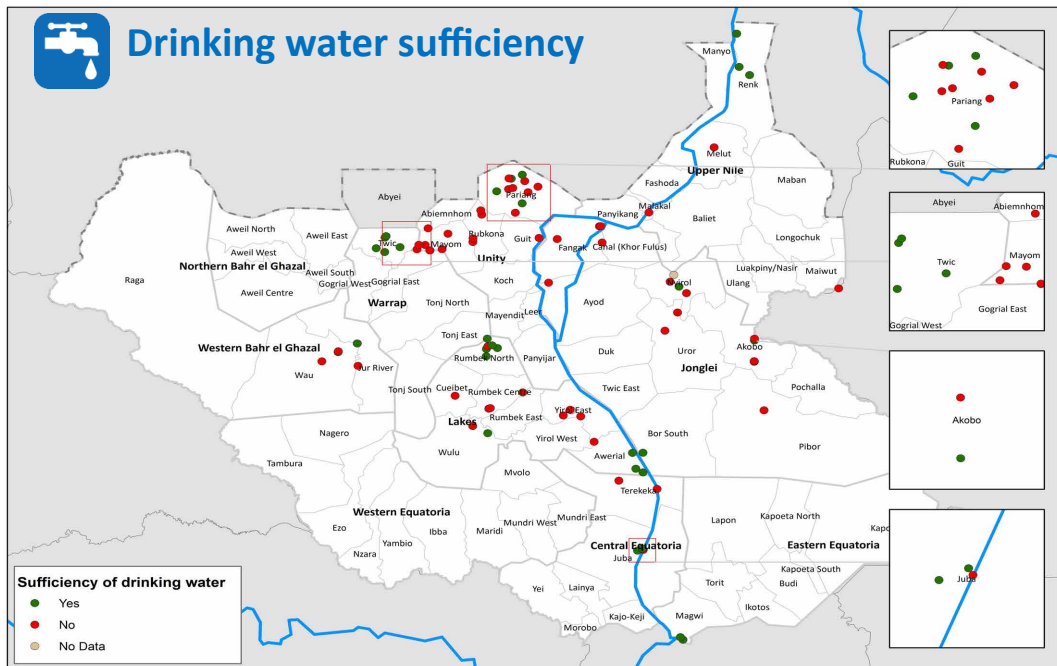 Drinking water sufficiency
Manyo
Renk
Melut
Upper Nile
Maban
Fashoda
Malakal
Baliet
Panyikang
Longochuk
Canal (Khor Fulus)
Luakpiny/Nasir
Maiwut
Ulang
Abyei
Abiemnhom
Pariang
Rubkona
Guit
Fangak
Unity
Mayom
Twic
Aweil North
Aweil East
Aweil West
Northern Bahr el Ghazal
Aweil South
Aweil Centre
Gogrial West
Gogrial East
Raga
Warrap
Tonj North
Koch
Mayendit
Leer
Ayod
Nyirol
Tonj East
Rumbek North
Panyijar
Duk
Uror
Akobo
Western Bahr el Ghazal
Wau
Jur River
Jonglei
Tonj South
Cueibet
Rumbek Centre
Twic East
Pochalla
Lakes
Rumbek East
Yirol East
Yirol West
Wulu
Bor South
Pibor
Nagero
Awerial
Tambura
Mvolo
Terekeka
Western Equatoria
Mundri West
Mundri East
Maridi
Ibba
Ezo
Yambio
Nzara
Lapon
Kapoeta North
Kapo
Central Equatoria
Eastern Equatoria
Juba
Kapoeta South
Budi
Torit
Ikotos
Yei
Lainya
Morobo
Kajo-Keji
Magwi
Pariang
Rubkona
Guit
Abyei
Abiemnhom
Twic
Mayom
Gogrial East
Gogrial West
Akobo
Juba
Sufficiency of drinking water
Yes
No
No Data